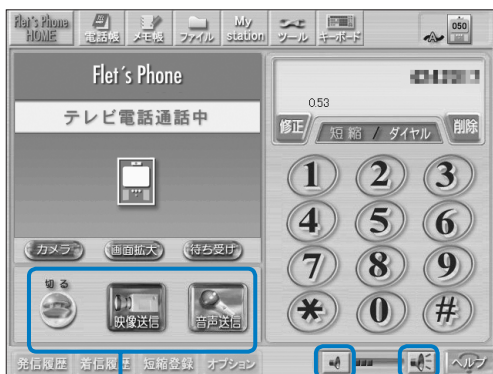 Flet's Phone HOME
電話帳
メモ帳
ファイル
My station
ツール
キーボード
050
Flet´s Phone
テレビ電話通話中
0:53
修正
短縮 / ダイヤル
削除
1 2 3
4 5 6
7 8 9
* 0 #
カメラ
画面拡大
待ち受け
切る
映像送信
音声送信
発信履歴
着信履歴
短縮登録
オプション
ヘルプ